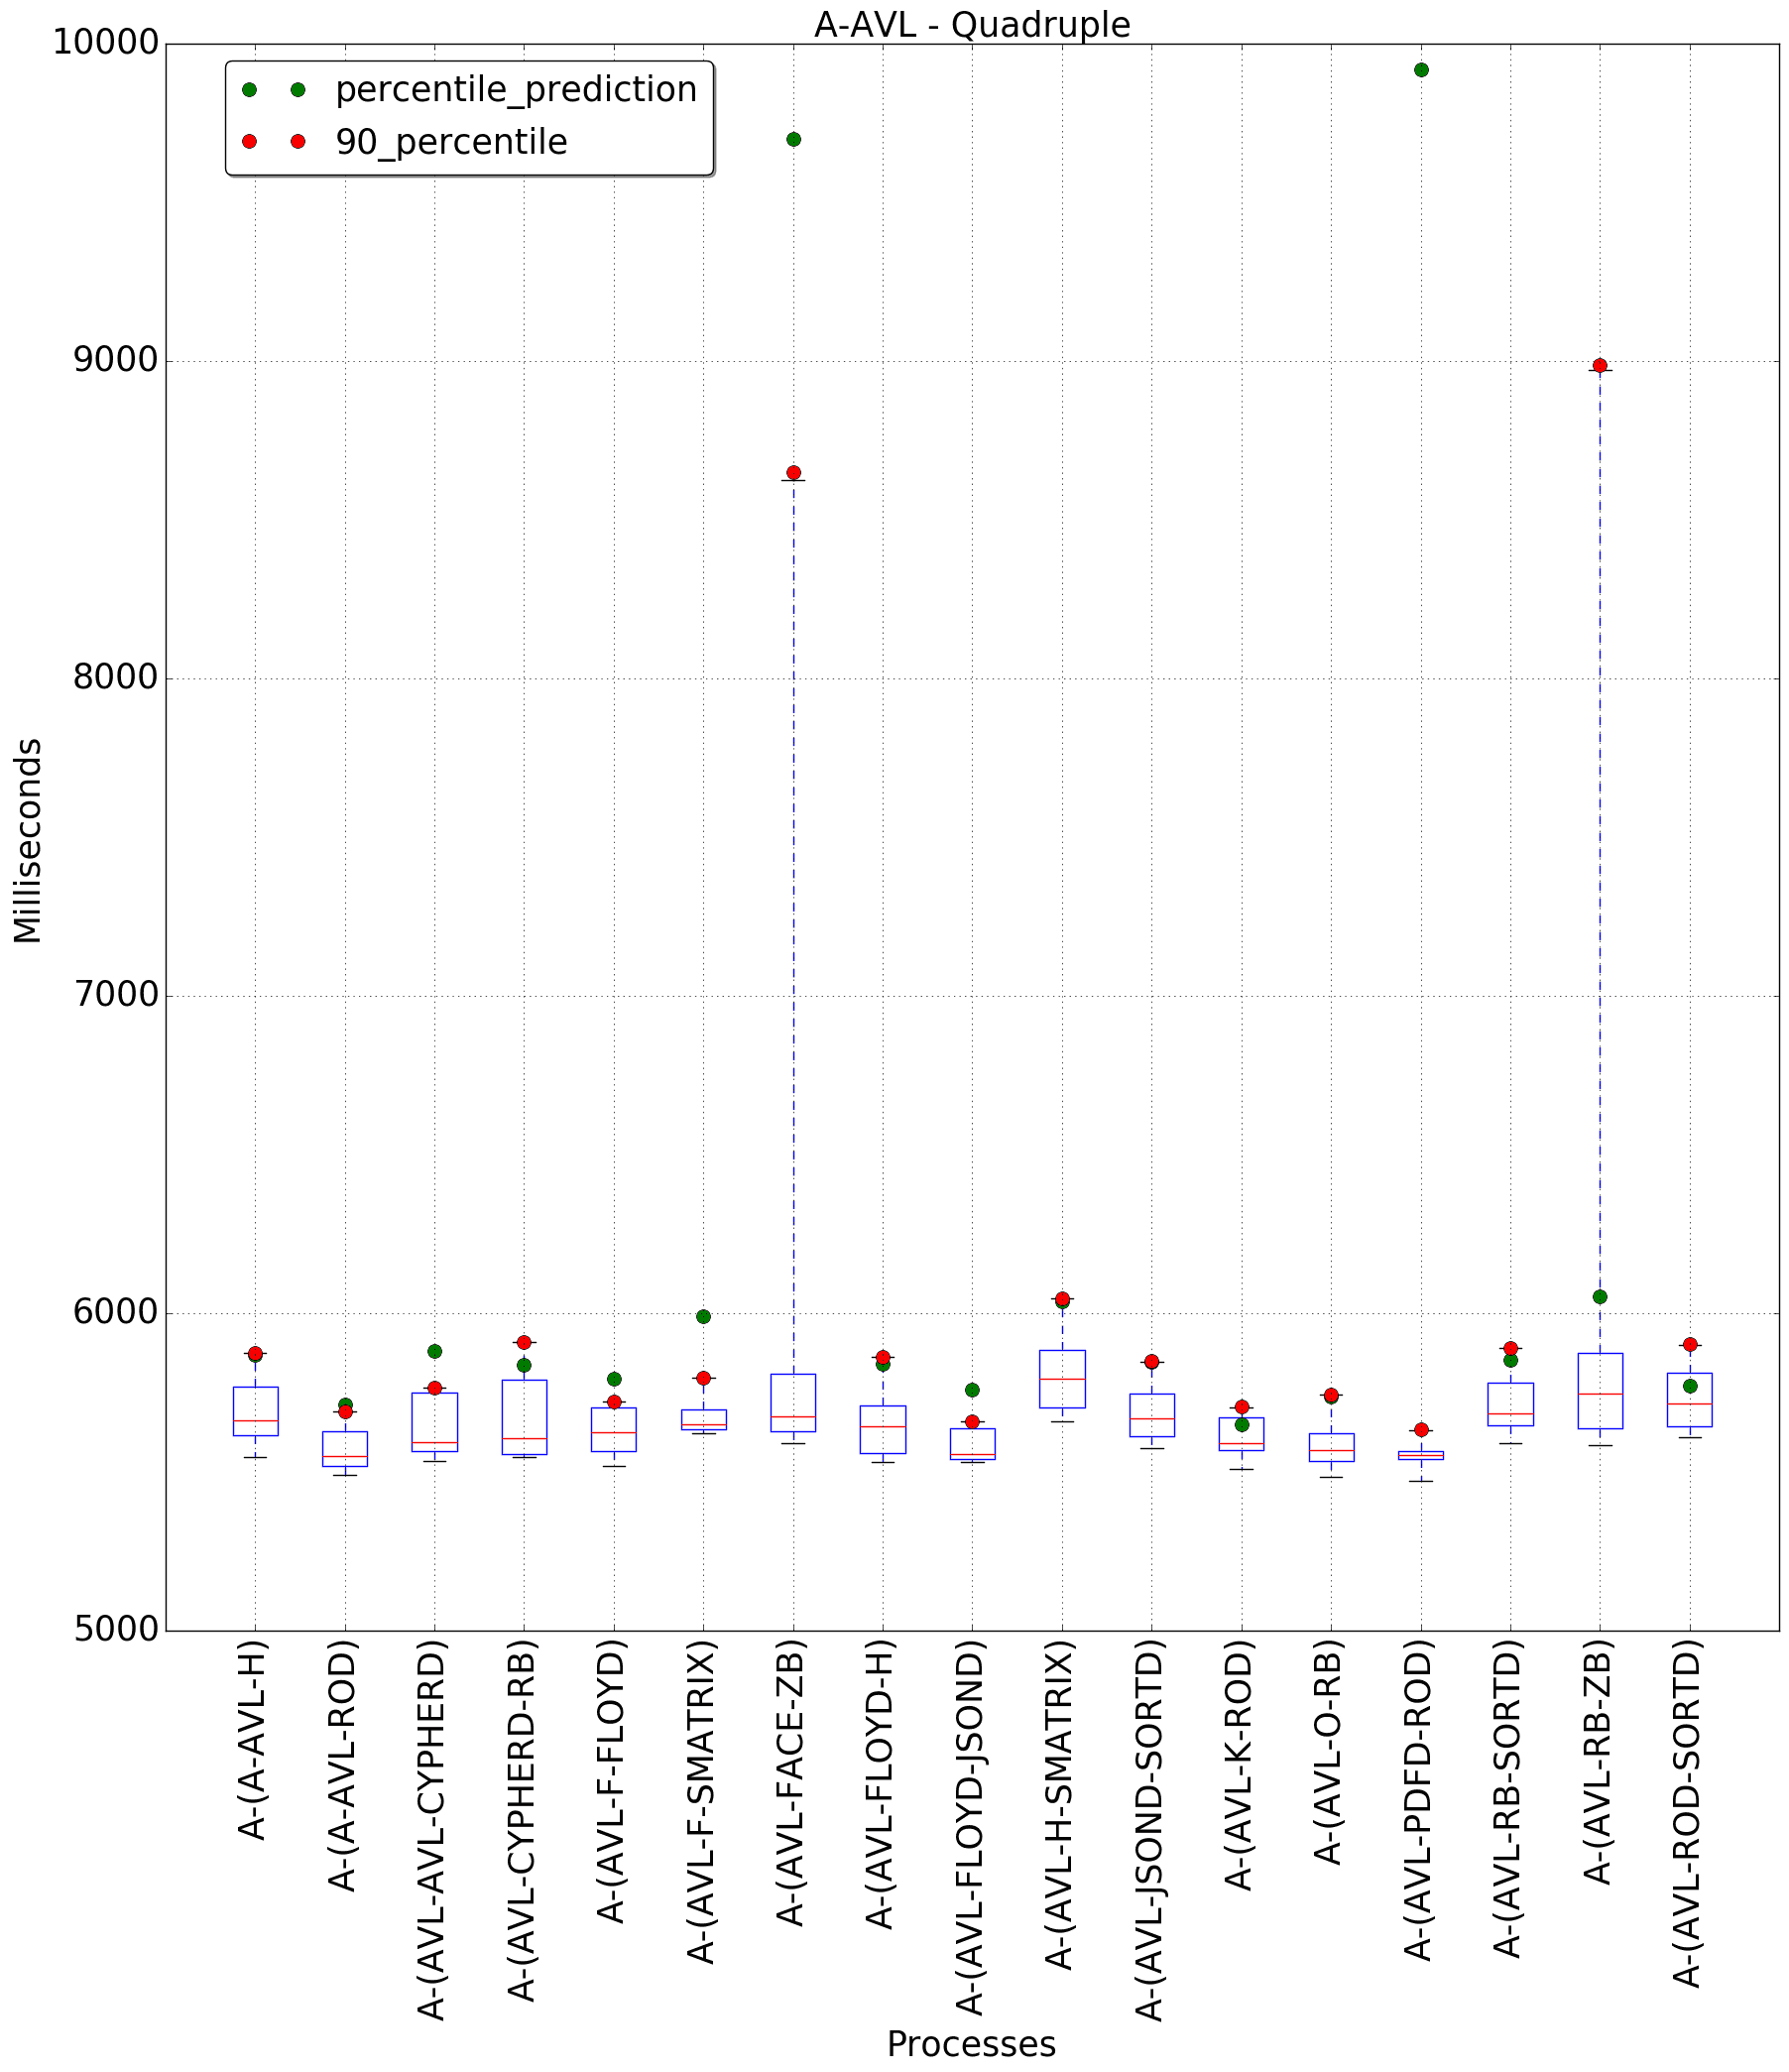 A-AVL - Quadruple
percentile_prediction
90_percentile
10000
9000
8000
7000
6000
5000
Milliseconds
A-(A-AVL-H)
A-(A-AVL-ROD)
A-(AVL-AVL-CYPHERD)
A-(AVL-CYPHERD-RB)
A-(AVL-F-FLOYD)
A-(AVL-F-SMATRIX)
A-(AVL-FACE-ZB)
A-(AVL-FLOYD-H)
A-(AVL-FLOYD-JSOND)
A-(AVL-H-SMATRIX)
A-(AVL-JSOND-SORTD)
A-(AVL-K-ROD)
A-(AVL-O-RB)
A-(AVL-PDFD-ROD)
A-(AVL-RB-SORTD)
A-(AVL-RB-ZB)
A-(AVL-ROD-SORTD)
Processes